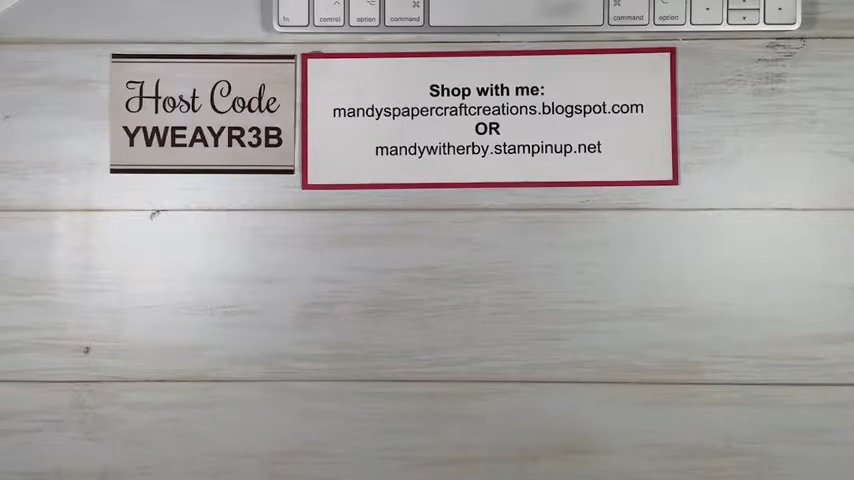 fn control option command command option
Host Code
YWEAYR3B
Shop with me:
mandyspapercraftcreations.blogspot.com
OR
mandywitherby.stampinup.net